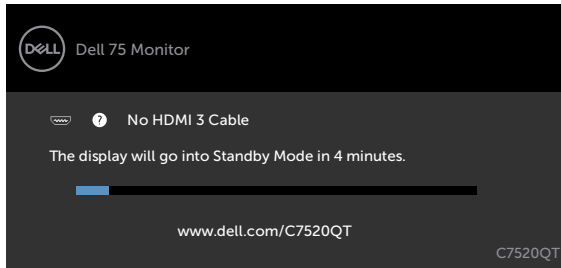 DELL Dell 75 Monitor
? No HDMI 3 Cable
The display will go into Standby Mode in 4 minutes.
www.dell.com/C7520QT
C7520QT